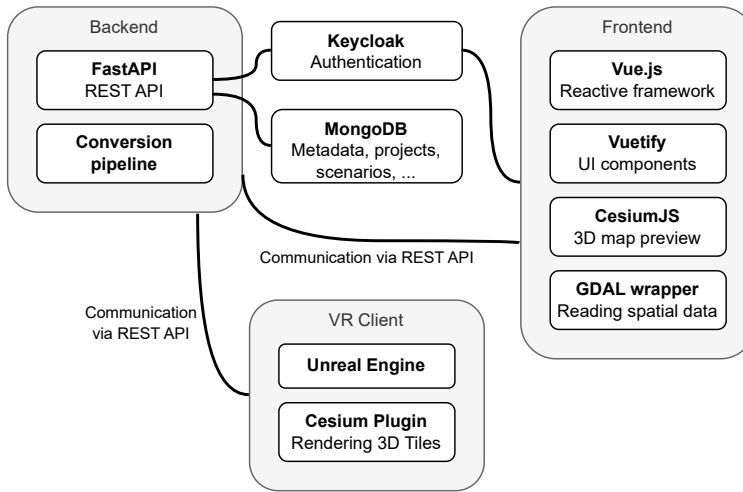 Backend
FastAPI
REST API
Conversion
pipeline
Keycloak
Authentication
MongoDB
Metadata, projects,
scenarios, ...
Frontend
Vue.js
Reactive framework
Vuetify
UI components
CesiumJS
3D map preview
GDAL wrapper
Reading spatial data
Communication via REST API
Communication
via REST API
VR Client
Unreal Engine
Cesium Plugin
Rendering 3D Tiles